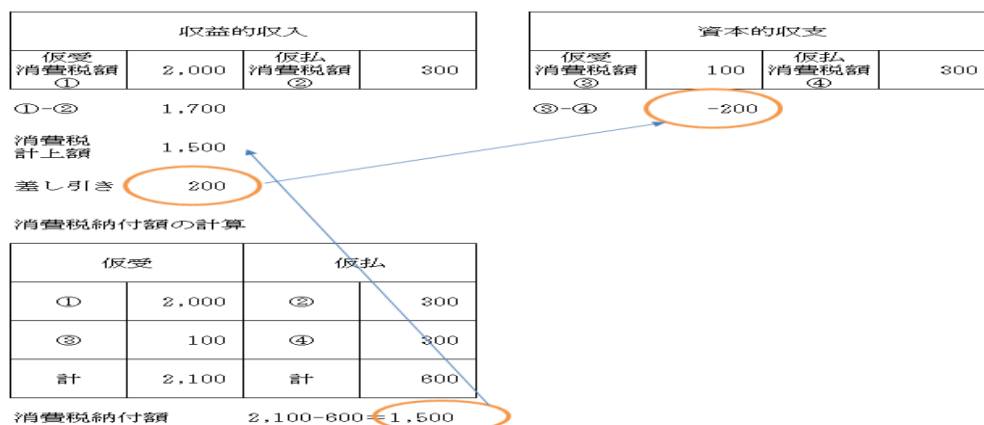 収益的収入
仮受消費税額① 2,000 仮払消費税額② 300
①-② 1,700
消費税計上額 1,500
差し引き 200
資本的収支
仮受消費税額③ 100 仮払消費税額④ 300
③-④ -200
消費税納付額の計算
仮受 仮払
① 2,000 ② 300
③ 100 ④ 300
計 2,100 計 600
消費税納付額 2,100-600=1,500